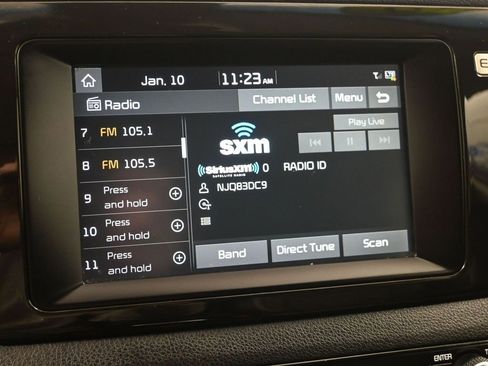 Jan. 10 11:23 AM
Radio Channel List Menu
7 FM 105.1
8 FM 105.5
9 Press and hold
10 Press and hold
11 Press and hold
sxm
Play Live
((SiriusXM))
SATELLITE RADIO
0 RADIO ID
NJQ83DC9
Band Direct Tune Scan
ENTER